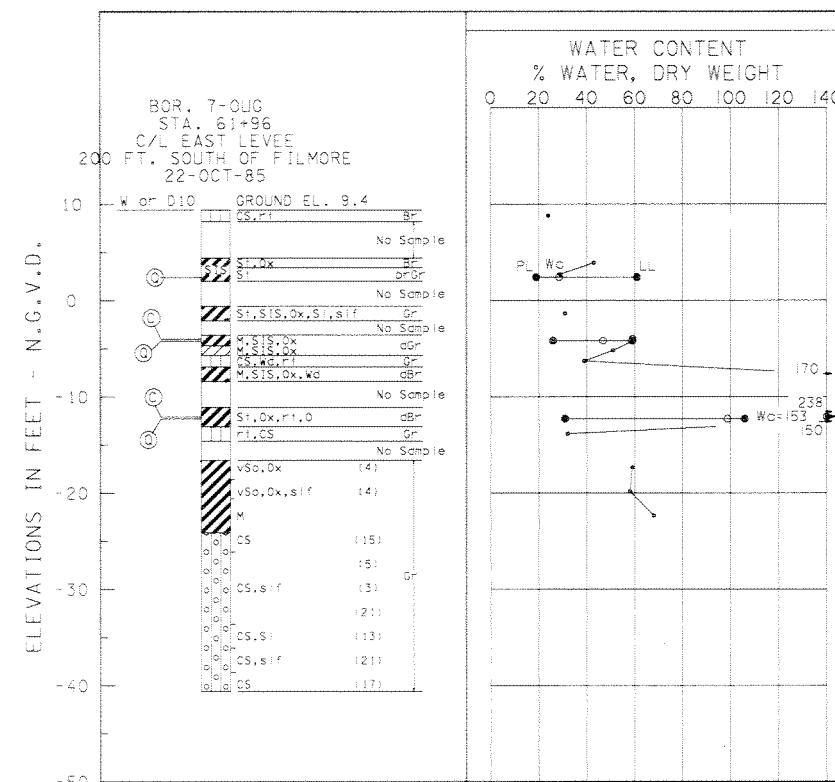 WATER CONTENT
% WATER, DRY WEIGHT
0 20 40 60 80 100 120 140
BOR. 7-OUG
STA. 61+96
C/L EAST LEVEE
200 FT. SOUTH OF FILMORE
22-OCT-85
W or D10 GROUND EL. 9.4
ELEVATIONS IN FEET - N.G.V.D.
10
0
-10
-20
-30
-40
-50
CS,rt Br
No Sample
St,Ox Br
SIS
St brGr
Q
No Sample
St,SIS,Ox,Sl,slf Gr
No Sample
C
M,SIS,Ox dGr
M,SIS,Ox
Q
CS,Wd,rt Gr
M,SIS,Ox,Wd dBr
No Sample
C
St,Ox,rt,O dBr
Q
rt,CS Gr
No Sample
vSo,Ox (4)
vSo,Ox,slf (4)
M
CS (15)
(5)
Gr
CS,slf (3)
(21)
CS,Sl (13)
CS,slf (21)
CS (17)
PL Wc LL
170
238
Wc=153
150